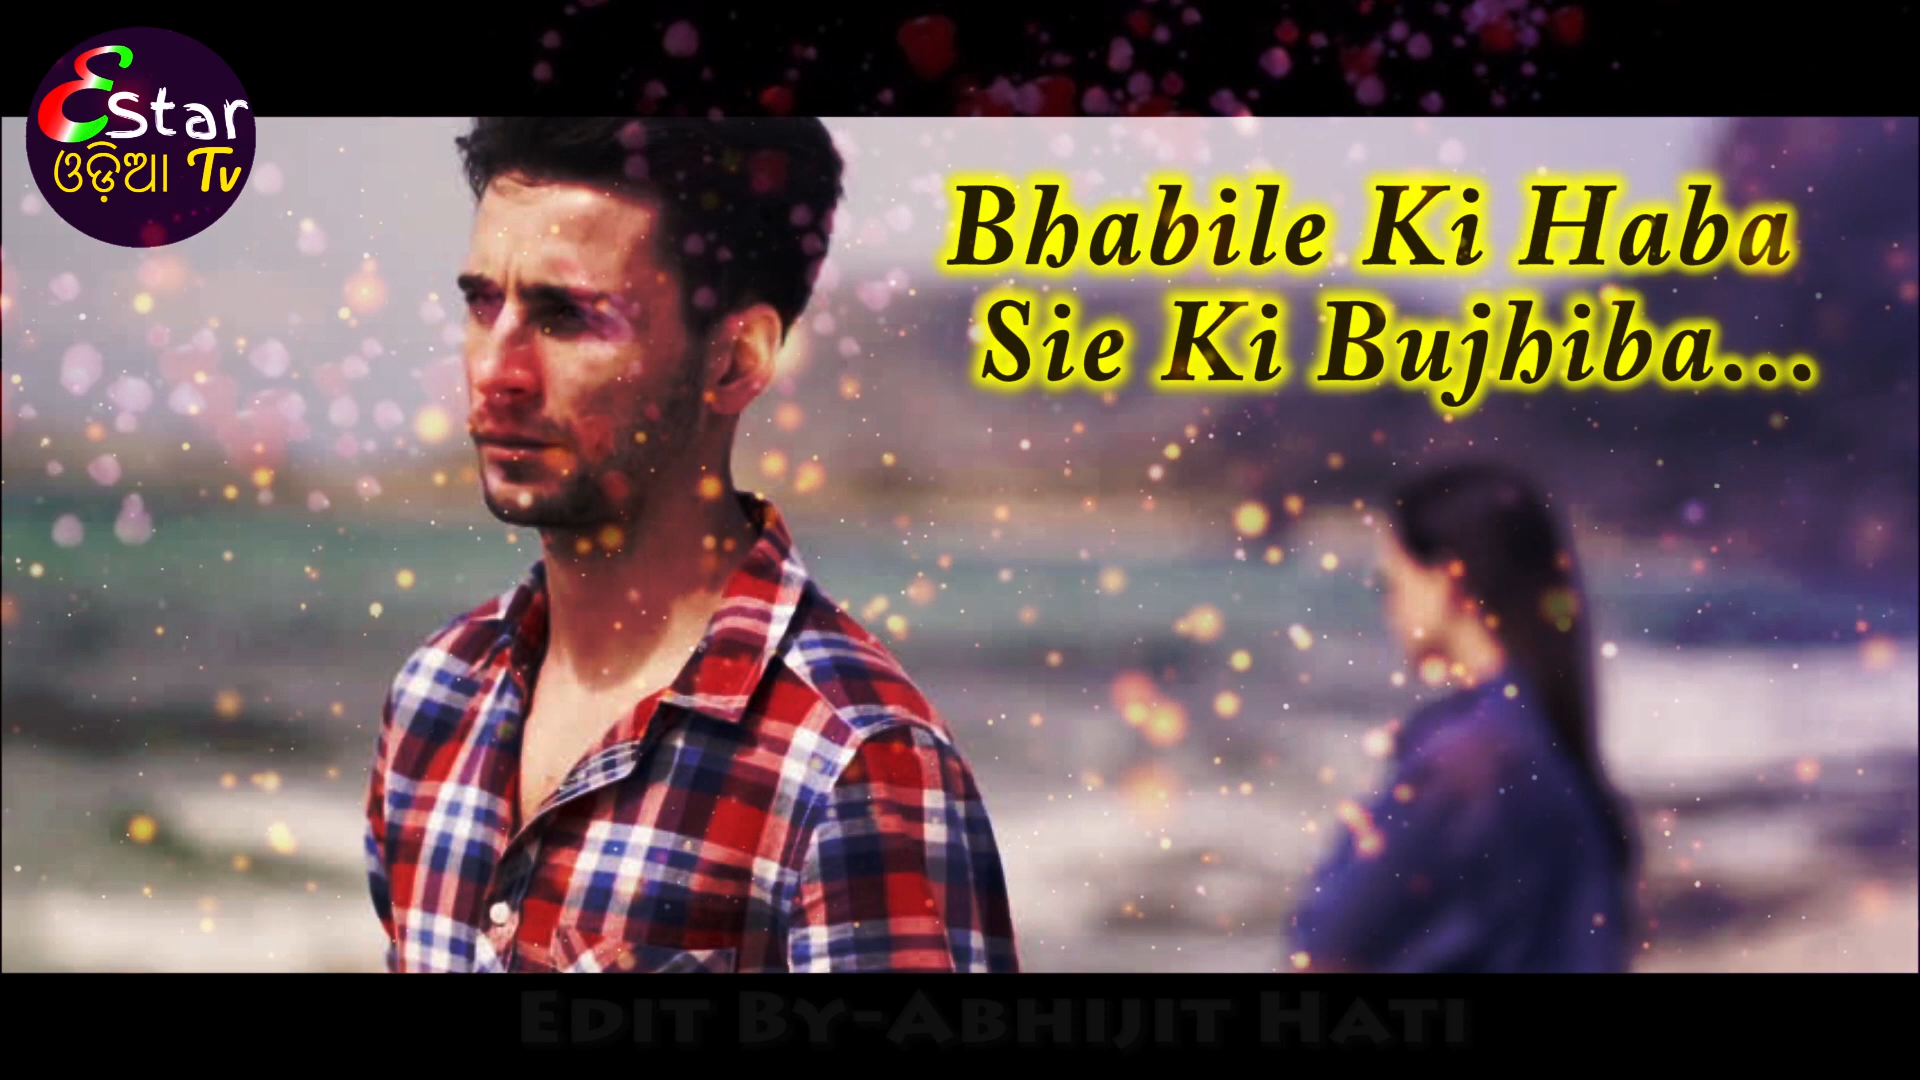 Estar
ଓଡ଼ିଆ Tv
Bhabile Ki Haba
Sie Ki Bujhiba...
Edit By-Abhijit Hati